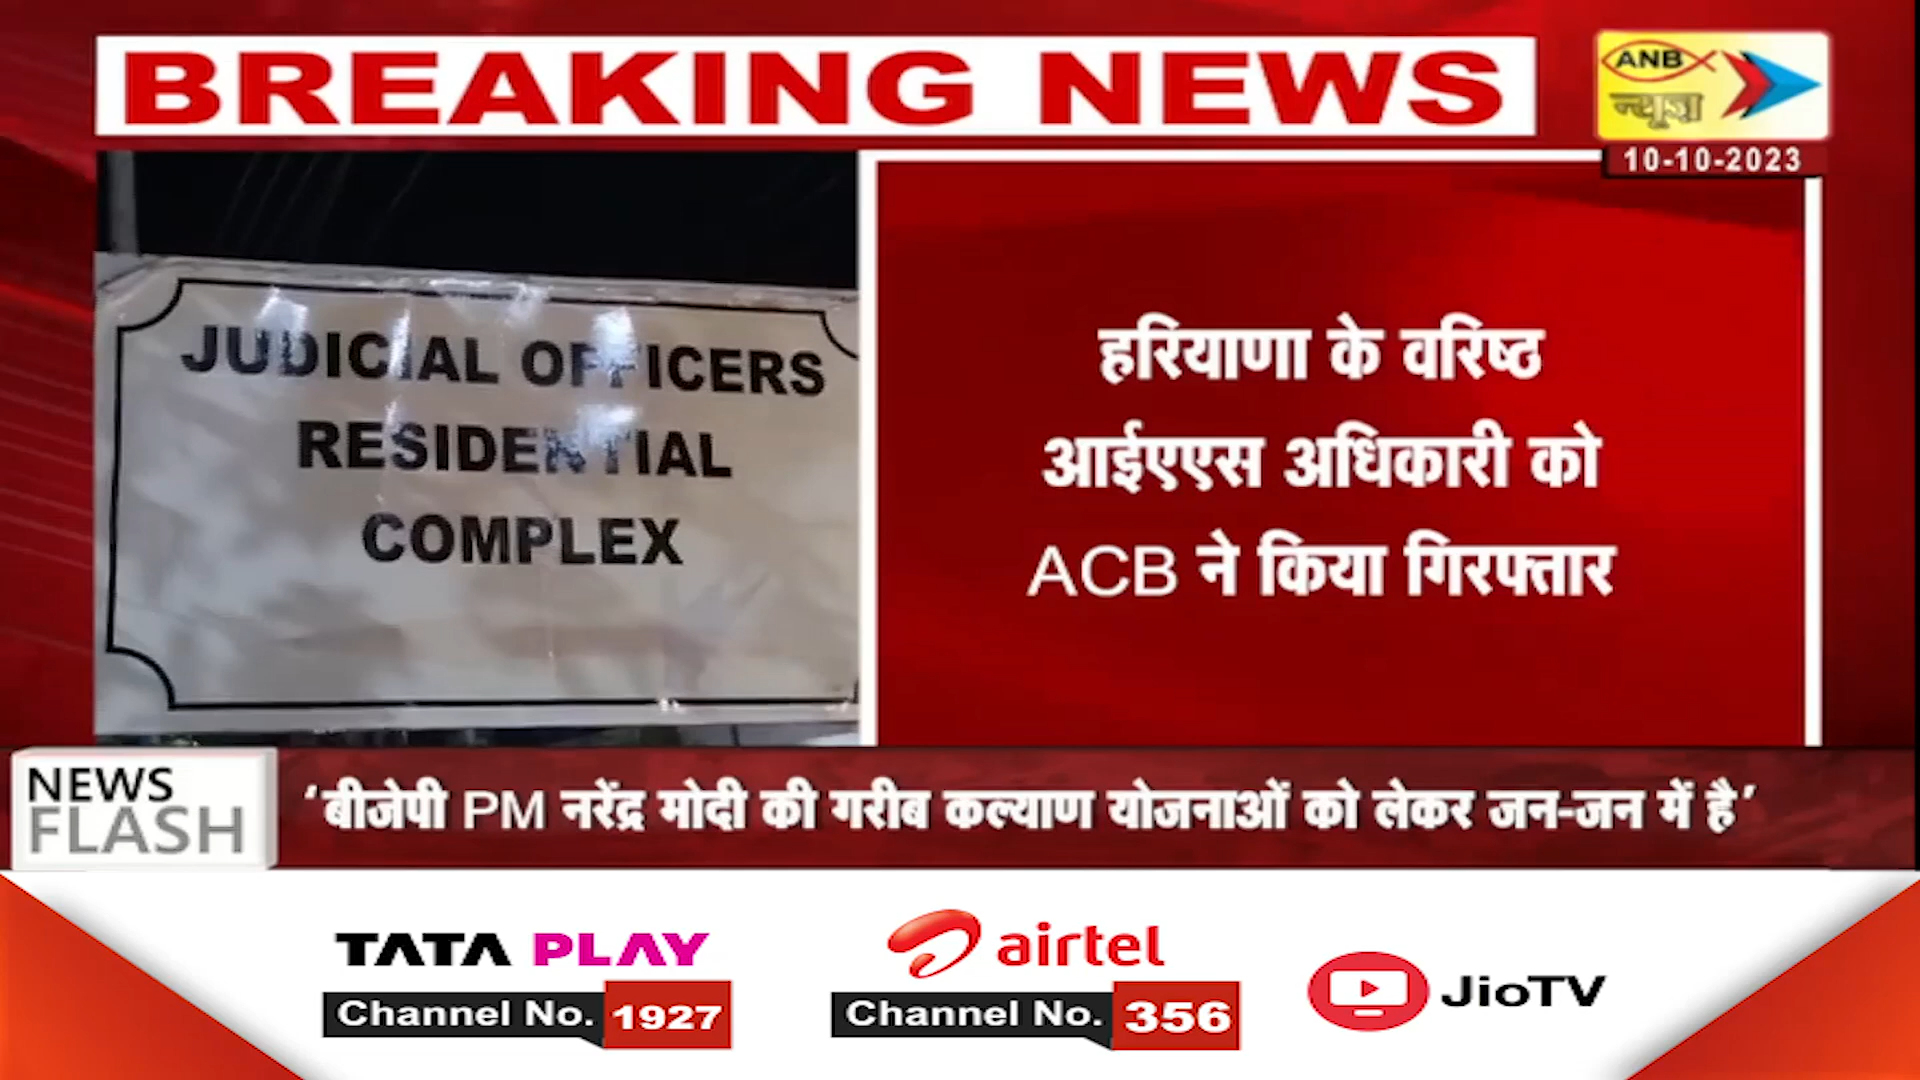 BREAKING NEWS
ANB
न्यूज़
10-10-2023
JUDICIAL OFFICERS
RESIDENTIAL
COMPLEX
हरियाणा के वरिष्ठ
आईएएस अधिकारी को
ACB ने किया गिरफ्तार
NEWS
FLASH
‘बीजेपी PM नरेंद्र मोदी की गरीब कल्याण योजनाओं को लेकर जन-जन में है’
TATA PLAY
Channel No. 1927
airtel
Channel No. 356
JioTV